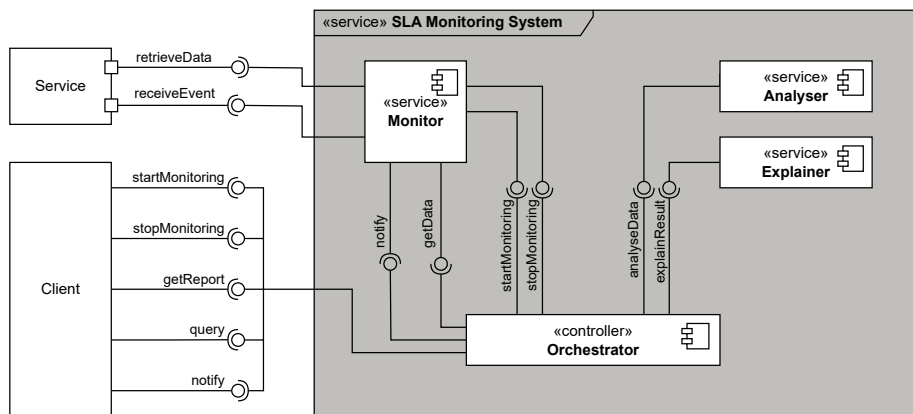 «service» SLA Monitoring System
Service
retrieveData
receiveEvent
«service»
Monitor
«service»
Analyser
«service»
Explainer
Client
startMonitoring
stopMonitoring
getReport
query
notify
notify
getData
startMonitoring
stopMonitoring
analyseData
explainResult
«controller»
Orchestrator